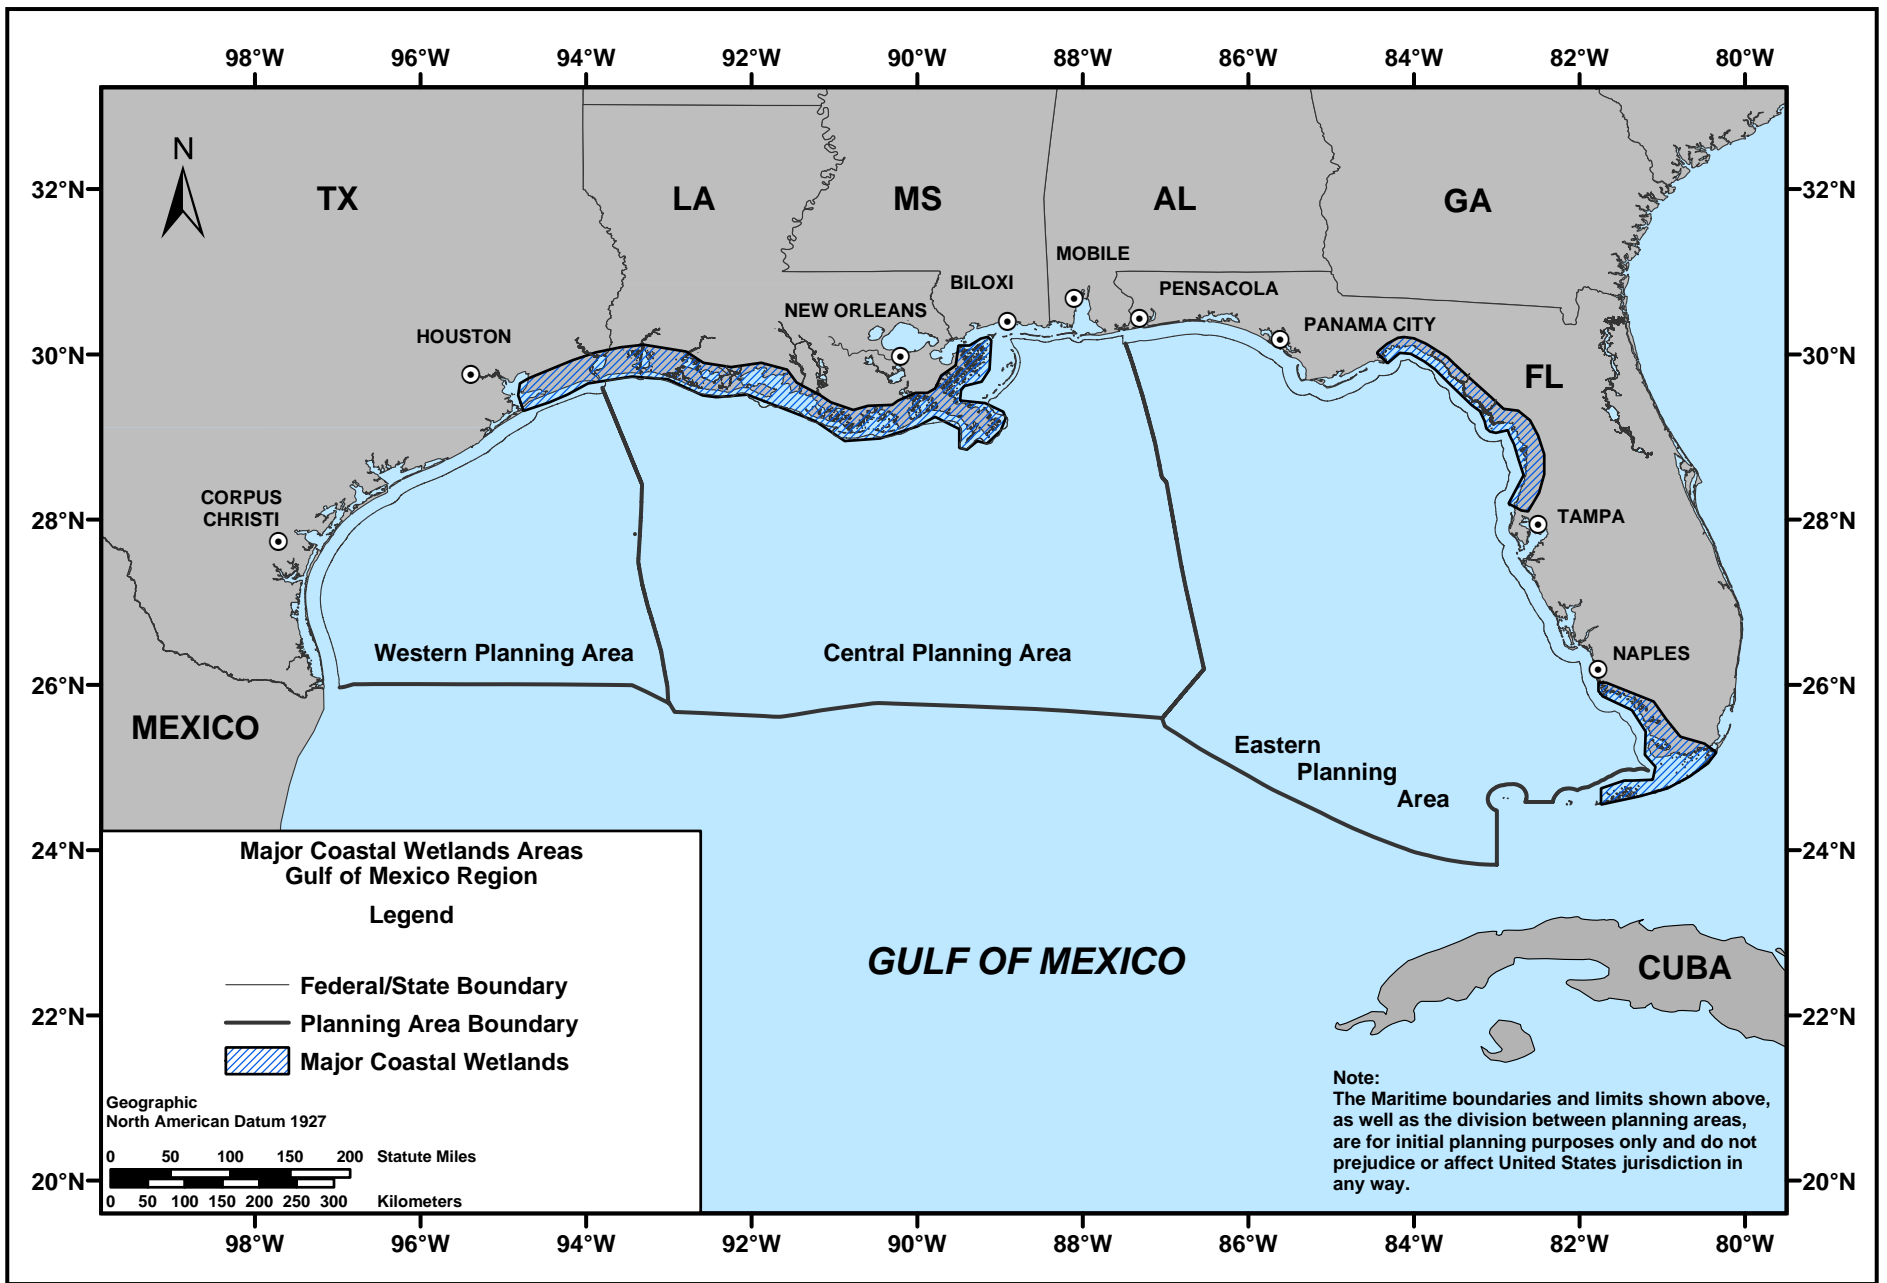 98°W 96°W 94°W 92°W 90°W 88°W 86°W 84°W 82°W 80°W
N
32°N 32°N
TX LA MS AL GA
MOBILE
BILOXI
PENSACOLA
NEW ORLEANS
PANAMA CITY
HOUSTON
30°N 30°N
FL
CORPUS
CHRISTI
28°N 28°N
TAMPA
Western Planning Area
Central Planning Area
NAPLES
26°N 26°N
MEXICO
Eastern
Planning
Area
24°N 24°N
Major Coastal Wetlands Areas
Gulf of Mexico Region
Legend
Federal/State Boundary
Planning Area Boundary
Major Coastal Wetlands
GULF OF MEXICO
CUBA
22°N 22°N
Geographic
North American Datum 1927
0 50 100 150 200 Statute Miles
0 50 100 150 200 250 300 Kilometers
Note:
The Maritime boundaries and limits shown above,
as well as the division between planning areas,
are for initial planning purposes only and do not
prejudice or affect United States jurisdiction in
any way.
20°N 20°N
98°W 96°W 94°W 92°W 90°W 88°W 86°W 84°W 82°W 80°W